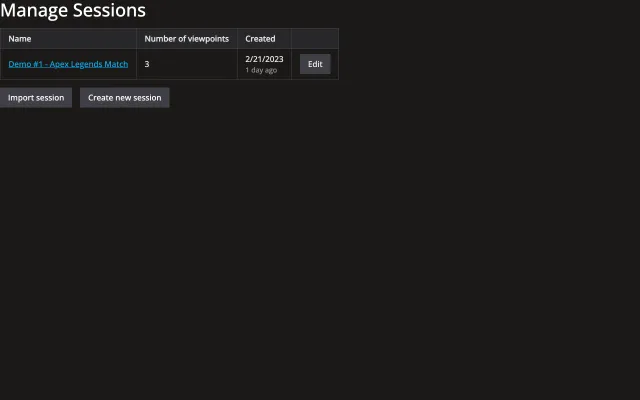 Manage Sessions
Name Number of viewpoints Created
Demo #1 - Apex Legends Match 3 2/21/2023 Edit
1 day ago
Import session Create new session